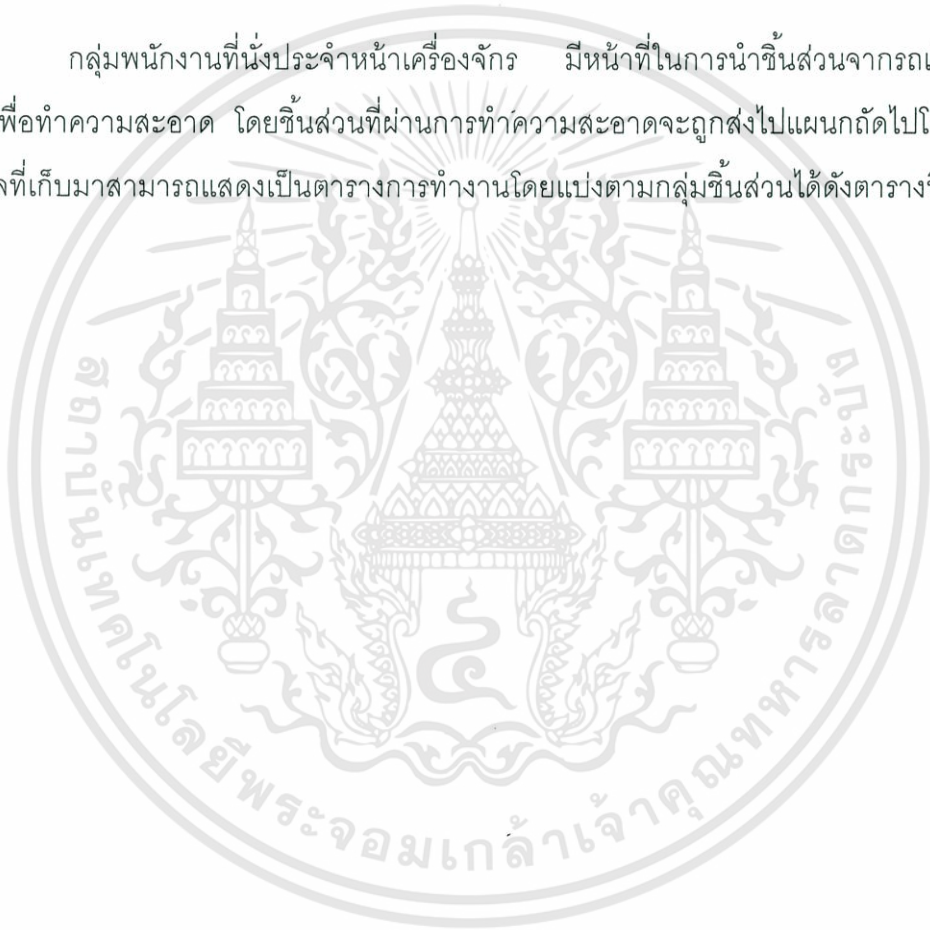 กลุ่มพนักงานที่นั่งประจำหน้าเครื่องจักร มีหน้าที่ในการนำชิ้นส่วนจากรถเ
พื่อทำความสะอาด โดยชิ้นส่วนที่ผ่านการทำความสะอาดจะถูกส่งไปแผนกถัดไปโ
ลที่เก็บมาสามารถแสดงเป็นตารางการทำงานโดยแบ่งตามกลุ่มชิ้นส่วนได้ดังตาราง
สถาบันเทคโนโลยีพระจอมเกล้าเจ้าคุณทหารลาดกระบัง